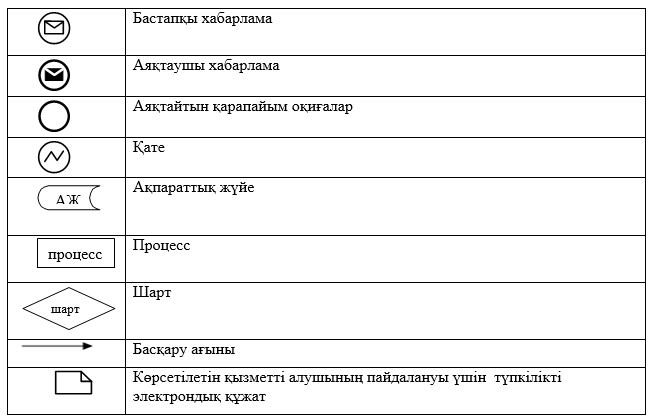 Бастапқы хабарлама
Аяқтаушы хабарлама
Аяқтайтын қарапайым оқиғалар
Қате
АЖ
Ақпараттық жүйе
процесс
Процесс
шарт
Шарт
Басқару ағыны
Көрсетілетін қызметті алушының пайдалануы үшін түпкілікті
электрондық құжат